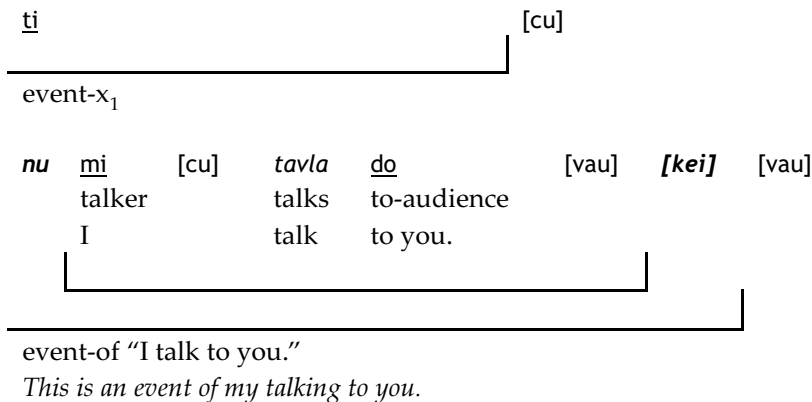 ti [cu]
event-x₁
nu mi [cu] tavla do [vau] [kei] [vau]
talker talks to-audience
I talk to you.
event-of “I talk to you.”
This is an event of my talking to you.